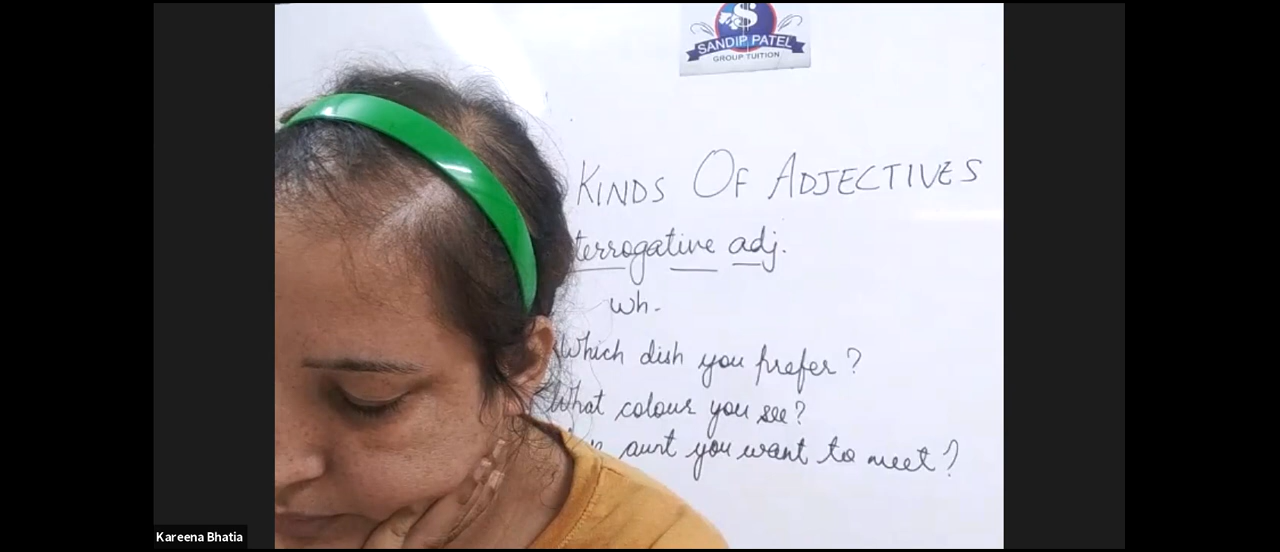 $
SANDIP PATEL
GROUP TUITION
KINDS OF ADJECTIVES
terrogative adj.
wh-
Which dish you prefer?
What colour you see?
aunt you want to meet?
Kareena Bhatia